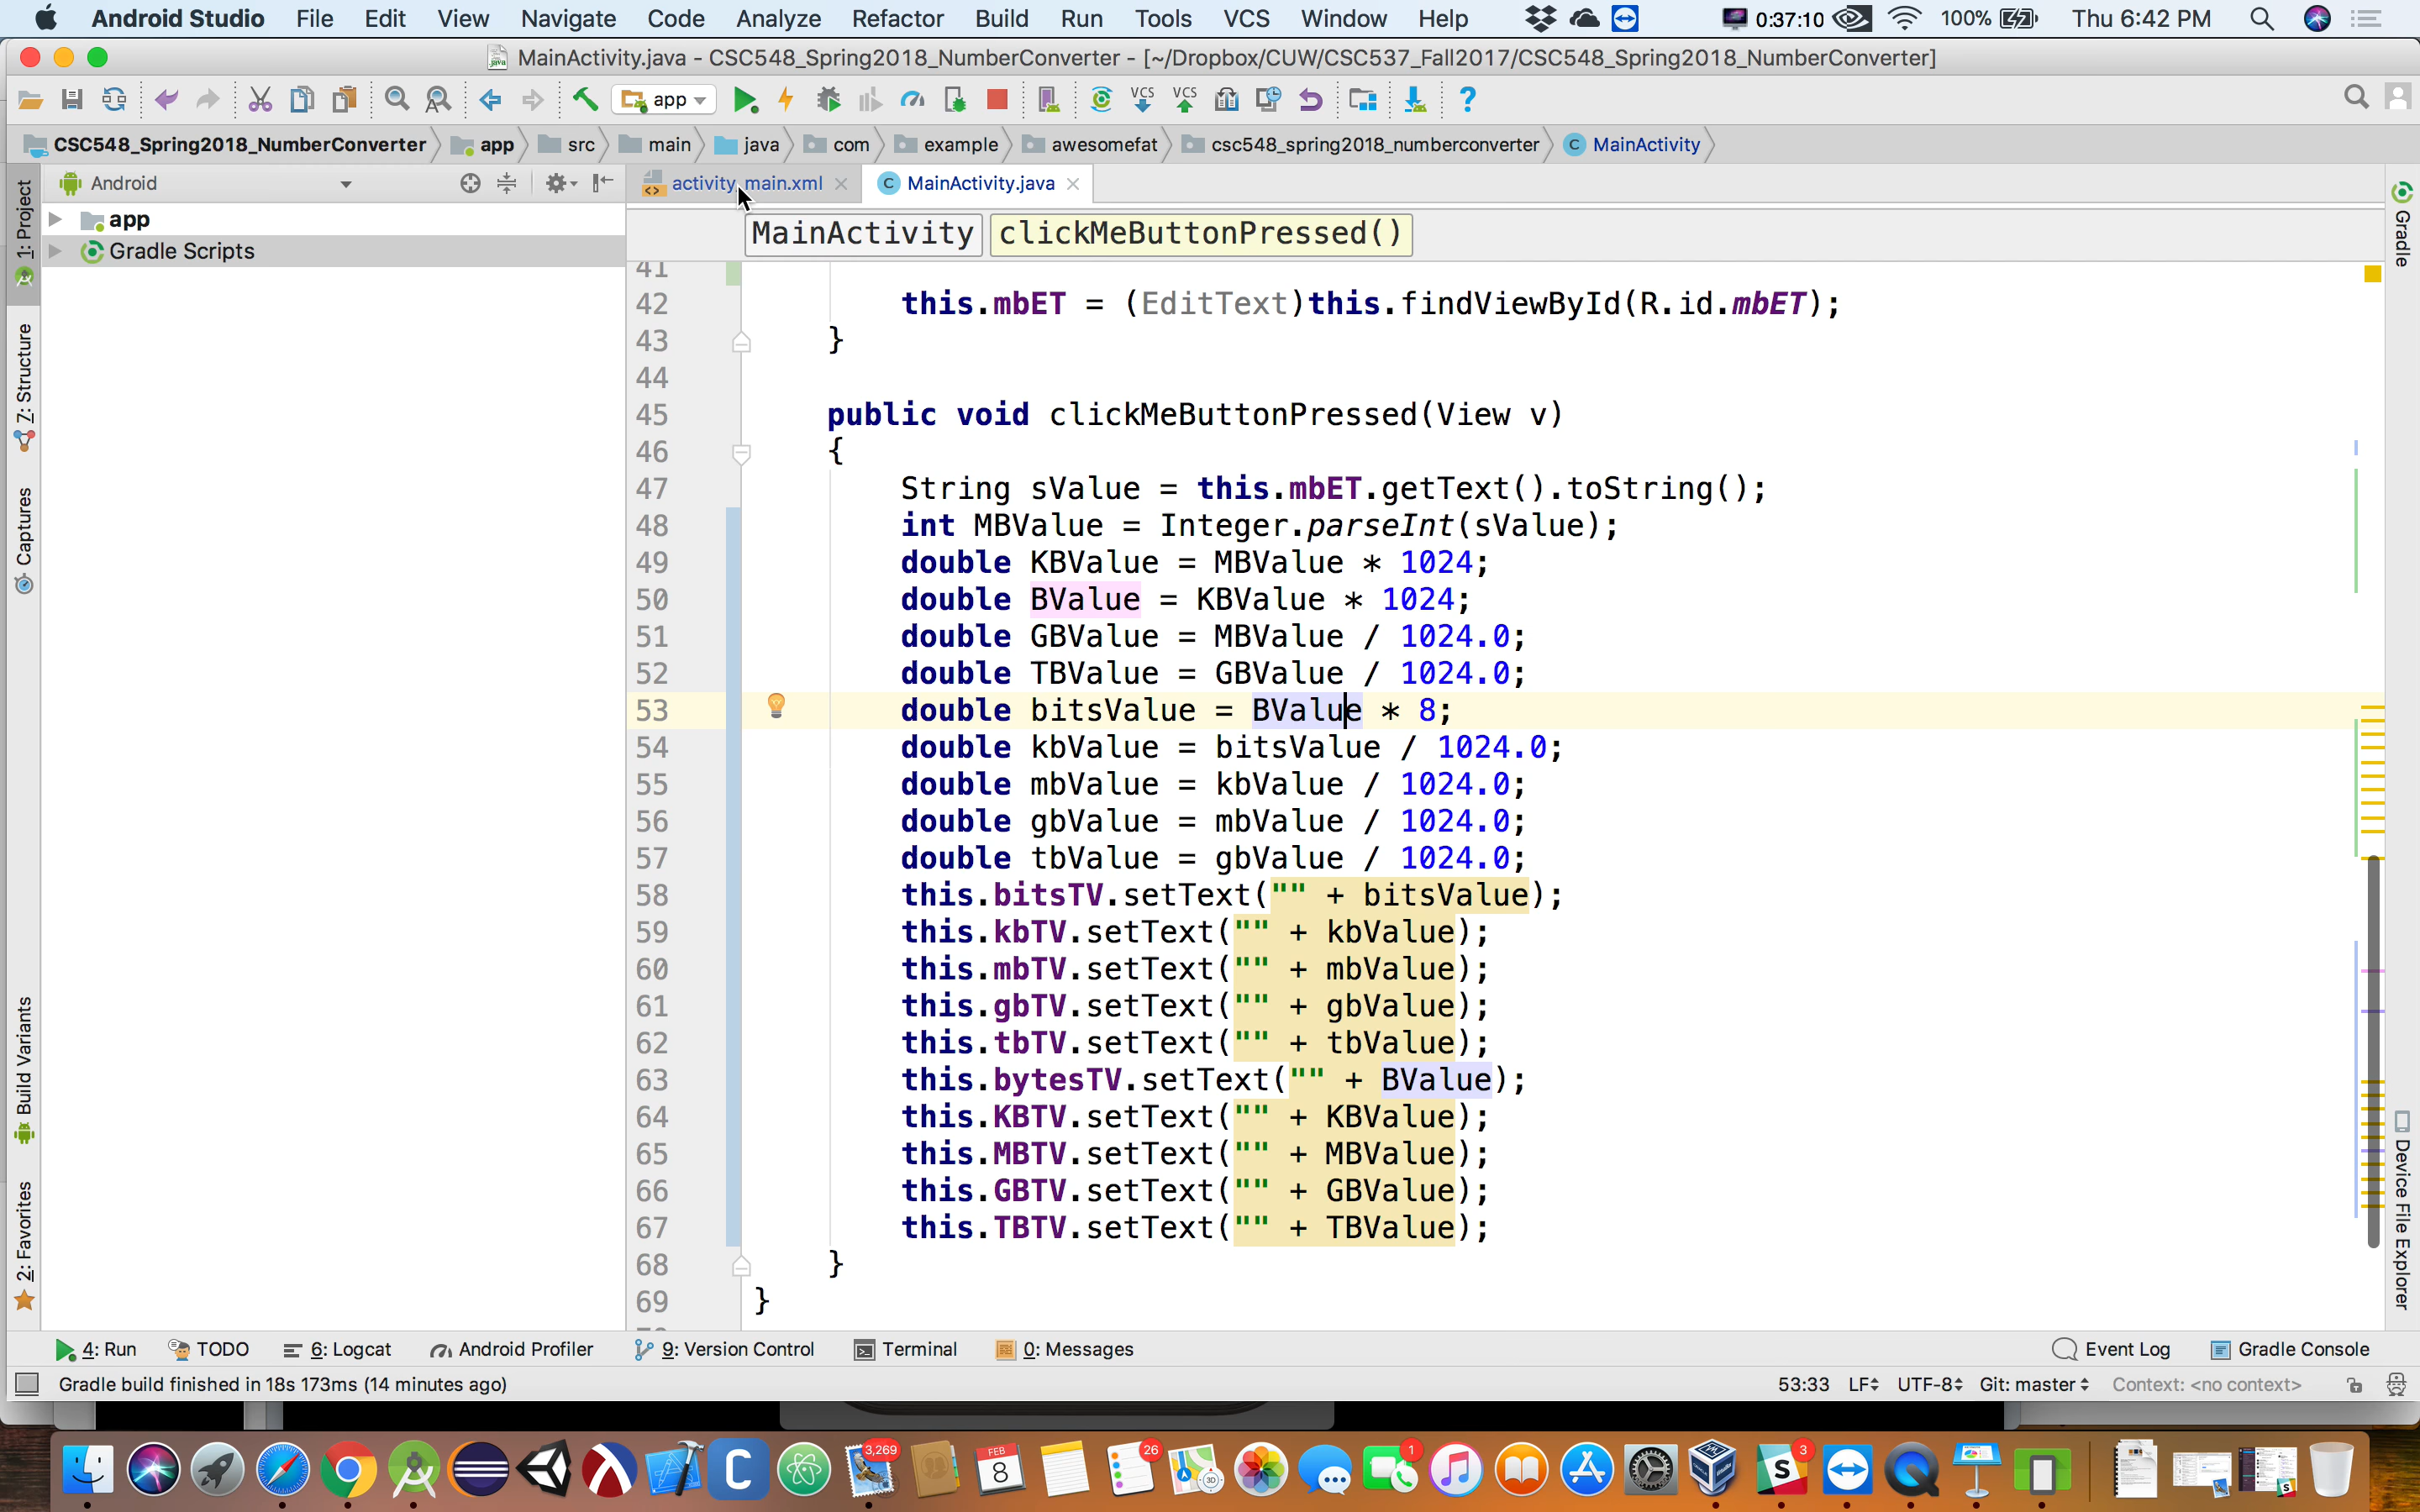 Android Studio File Edit View Navigate Code Analyze Refactor Build Run Tools VCS Window Help 0:37:10 100% Thu 6:42 PM
MainActivity.java - CSC548_Spring2018_NumberConverter - [~/Dropbox/CUW/CSC537_Fall2017/CSC548_Spring2018_NumberConverter]
app VCS VCS ?
CSC548_Spring2018_NumberConverter app src main java com example awesomefat csc548_spring2018_numberconverter C MainActivity
1: Project
Z: Structure
Captures
Build Variants
2: Favorites
Android
app
Gradle Scripts
activity_main.xml C MainActivity.java
MainActivity clickMeButtonPressed()
41
42 this.mbET = (EditText)this.findViewById(R.id.mbET);
43 }
44
45 public void clickMeButtonPressed(View v)
46 {
47 String sValue = this.mbET.getText().toString();
48 int MBValue = Integer.parseInt(sValue);
49 double KBValue = MBValue * 1024;
50 double BValue = KBValue * 1024;
51 double GBValue = MBValue / 1024.0;
52 double TBValue = GBValue / 1024.0;
53 double bitsValue = BValue * 8;
54 double kbValue = bitsValue / 1024.0;
55 double mbValue = kbValue / 1024.0;
56 double gbValue = mbValue / 1024.0;
57 double tbValue = gbValue / 1024.0;
58 this.bitsTV.setText("" + bitsValue);
59 this.kbTV.setText("" + kbValue);
60 this.mbTV.setText("" + mbValue);
61 this.gbTV.setText("" + gbValue);
62 this.tbTV.setText("" + tbValue);
63 this.bytesTV.setText("" + BValue);
64 this.KBTV.setText("" + KBValue);
65 this.MBTV.setText("" + MBValue);
66 this.GBTV.setText("" + GBValue);
67 this.TBTV.setText("" + TBValue);
68 }
69 }
Gradle
Device File Explorer
4: Run TODO 6: Logcat Android Profiler 9: Version Control Terminal 0: Messages Event Log Gradle Console
Gradle build finished in 18s 173ms (14 minutes ago) 53:33 LF UTF-8 Git: master Context: <no context>
3,269 FEB 8 26 3D 1 3